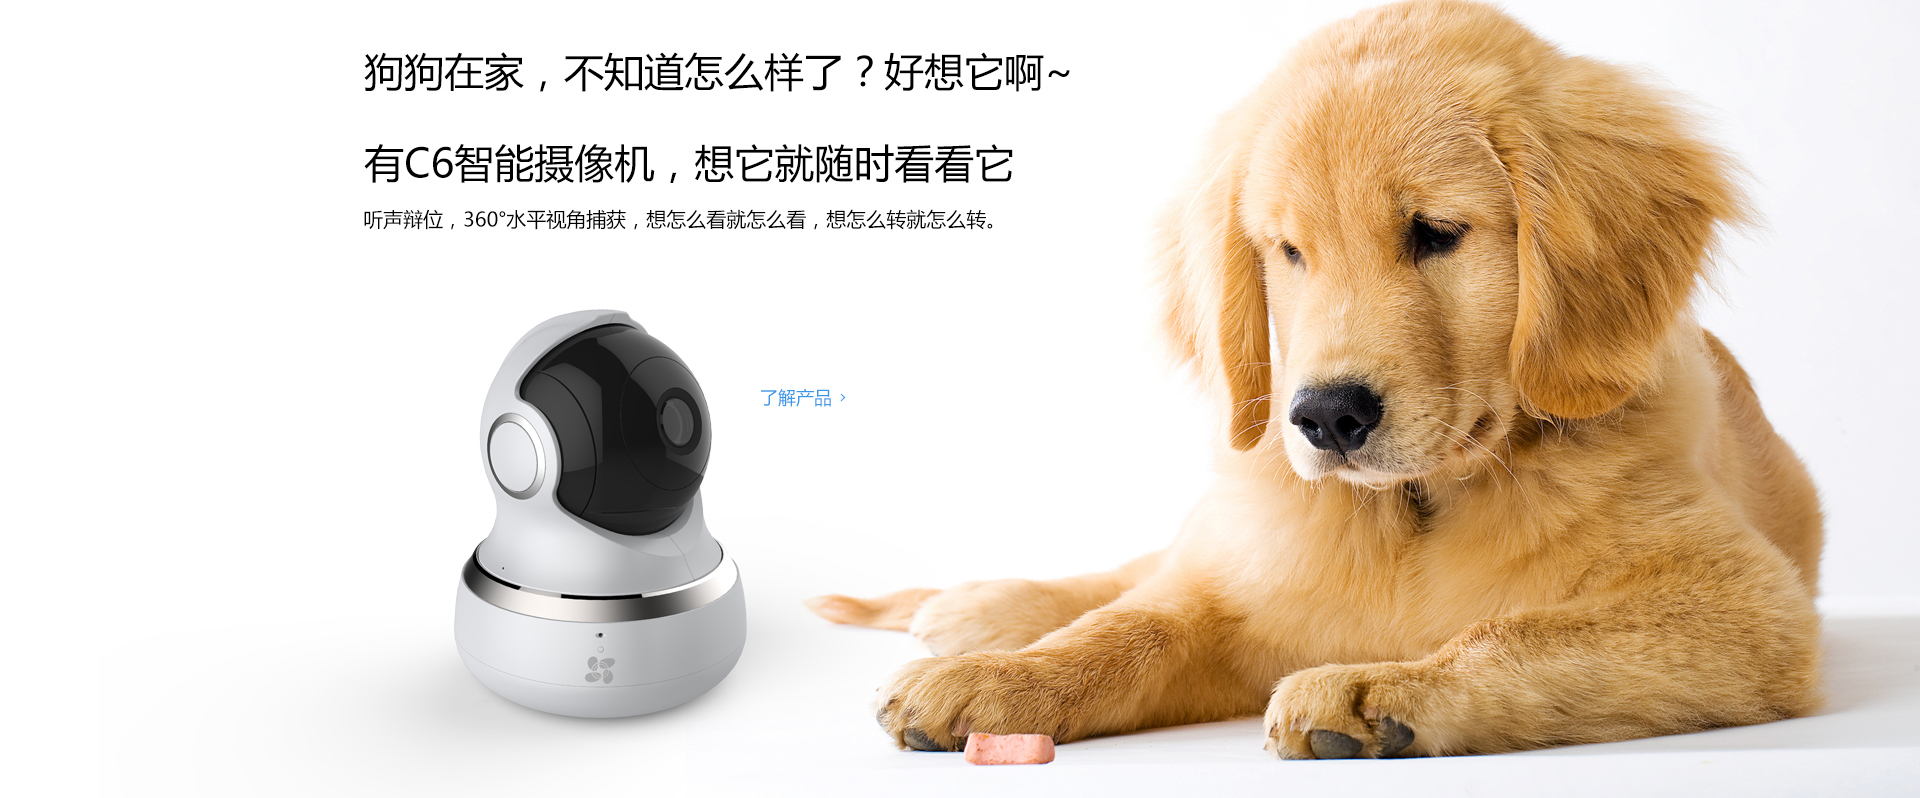 狗狗在家，不知道怎么样了？好想它啊~
有C6智能摄像机，想它就随时看看它
听声辩位，360°水平视角捕获，想怎么看就怎么看，想怎么转就怎么转。
了解产品 ›